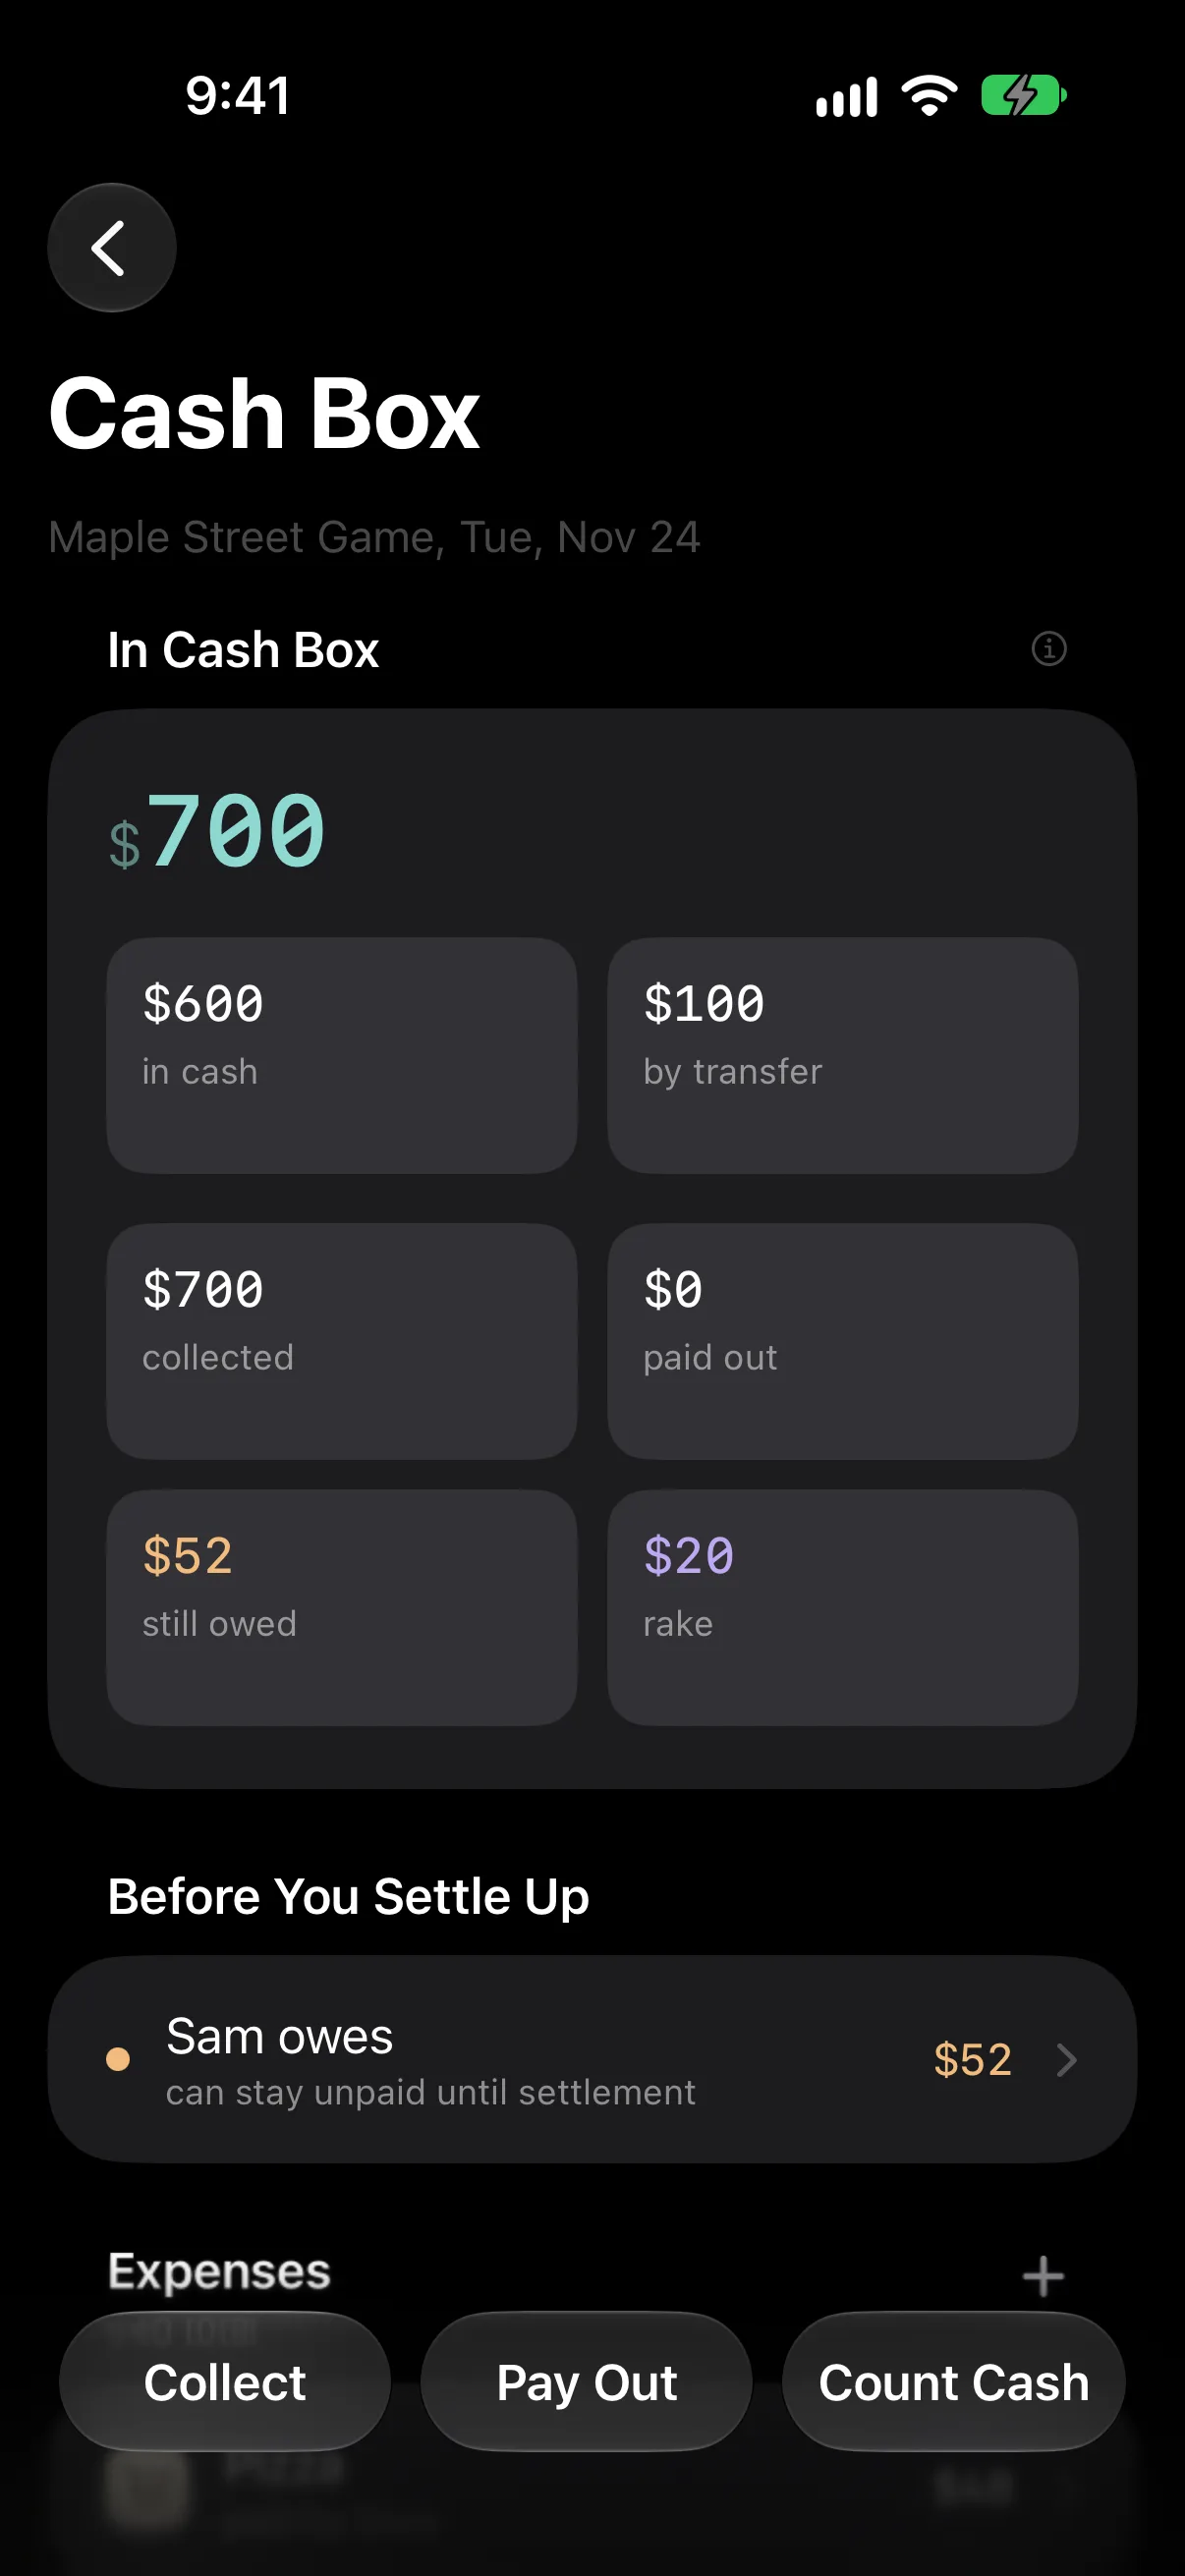 9:41
Cash Box
Maple Street Game, Tue, Nov 24
In Cash Box
$700
$600
in cash
$100
by transfer
$700
collected
$0
paid out
$52
still owed
$20
rake
Before You Settle Up
Sam owes
can stay unpaid until settlement
$52
Expenses
Collect
Pay Out
Count Cash
Pizza